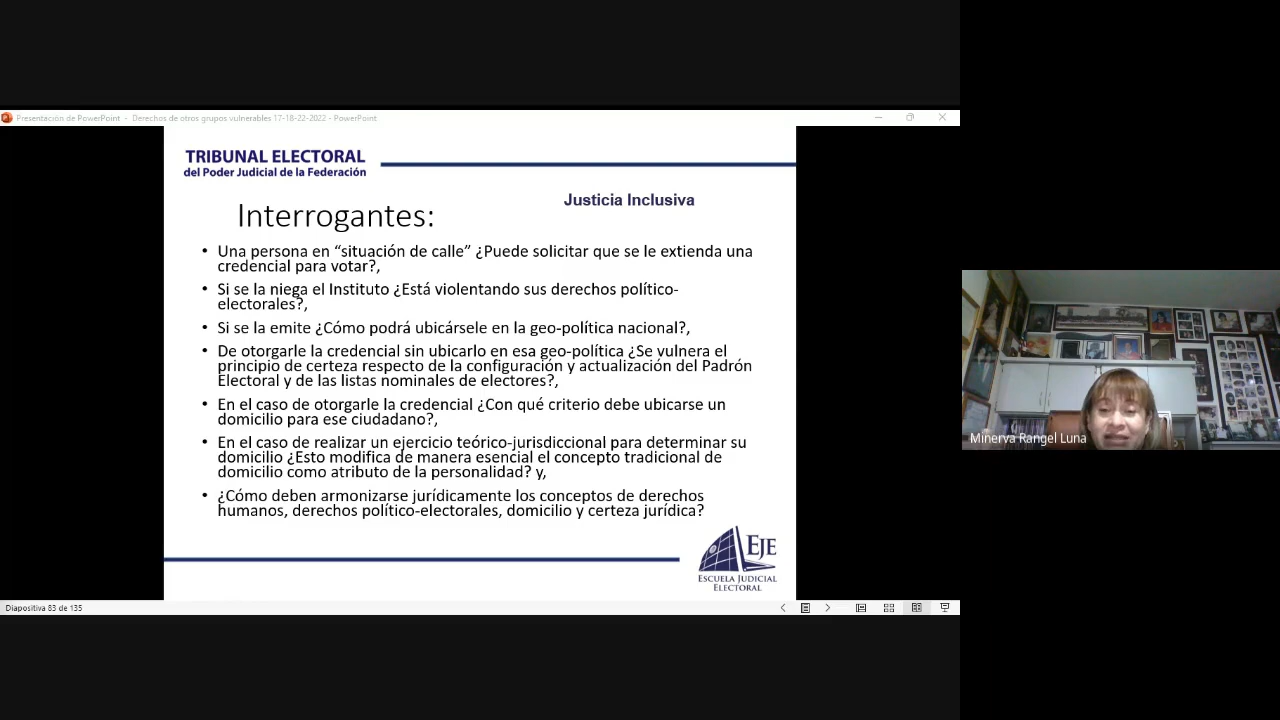 Presentación de PowerPoint - Derechos de otros grupos vulnerables 17-18-22-2022 - PowerPoint
TRIBUNAL ELECTORAL
del Poder Judicial de la Federación
Justicia Inclusiva
Interrogantes:
• Una persona en “situación de calle” ¿Puede solicitar que se le extienda una
credencial para votar?,
• Si se la niega el Instituto ¿Está violentando sus derechos político-
electorales?,
• Si se la emite ¿Cómo podrá ubicársele en la geo-política nacional?,
• De otorgarle la credencial sin ubicarlo en esa geo-política ¿Se vulnera el
principio de certeza respecto de la configuración y actualización del Padrón
Electoral y de las listas nominales de electores?,
• En el caso de otorgarle la credencial ¿Con qué criterio debe ubicarse un
domicilio para ese ciudadano?,
• En el caso de realizar un ejercicio teórico-jurisdiccional para determinar su
domicilio ¿Esto modifica de manera esencial el concepto tradicional de
domicilio como atributo de la personalidad? y,
• ¿Cómo deben armonizarse jurídicamente los conceptos de derechos
humanos, derechos político-electorales, domicilio y certeza jurídica?
EJE
ESCUELA JUDICIAL
ELECTORAL
Diapositiva 83 de 135
Minerva Rangel Luna